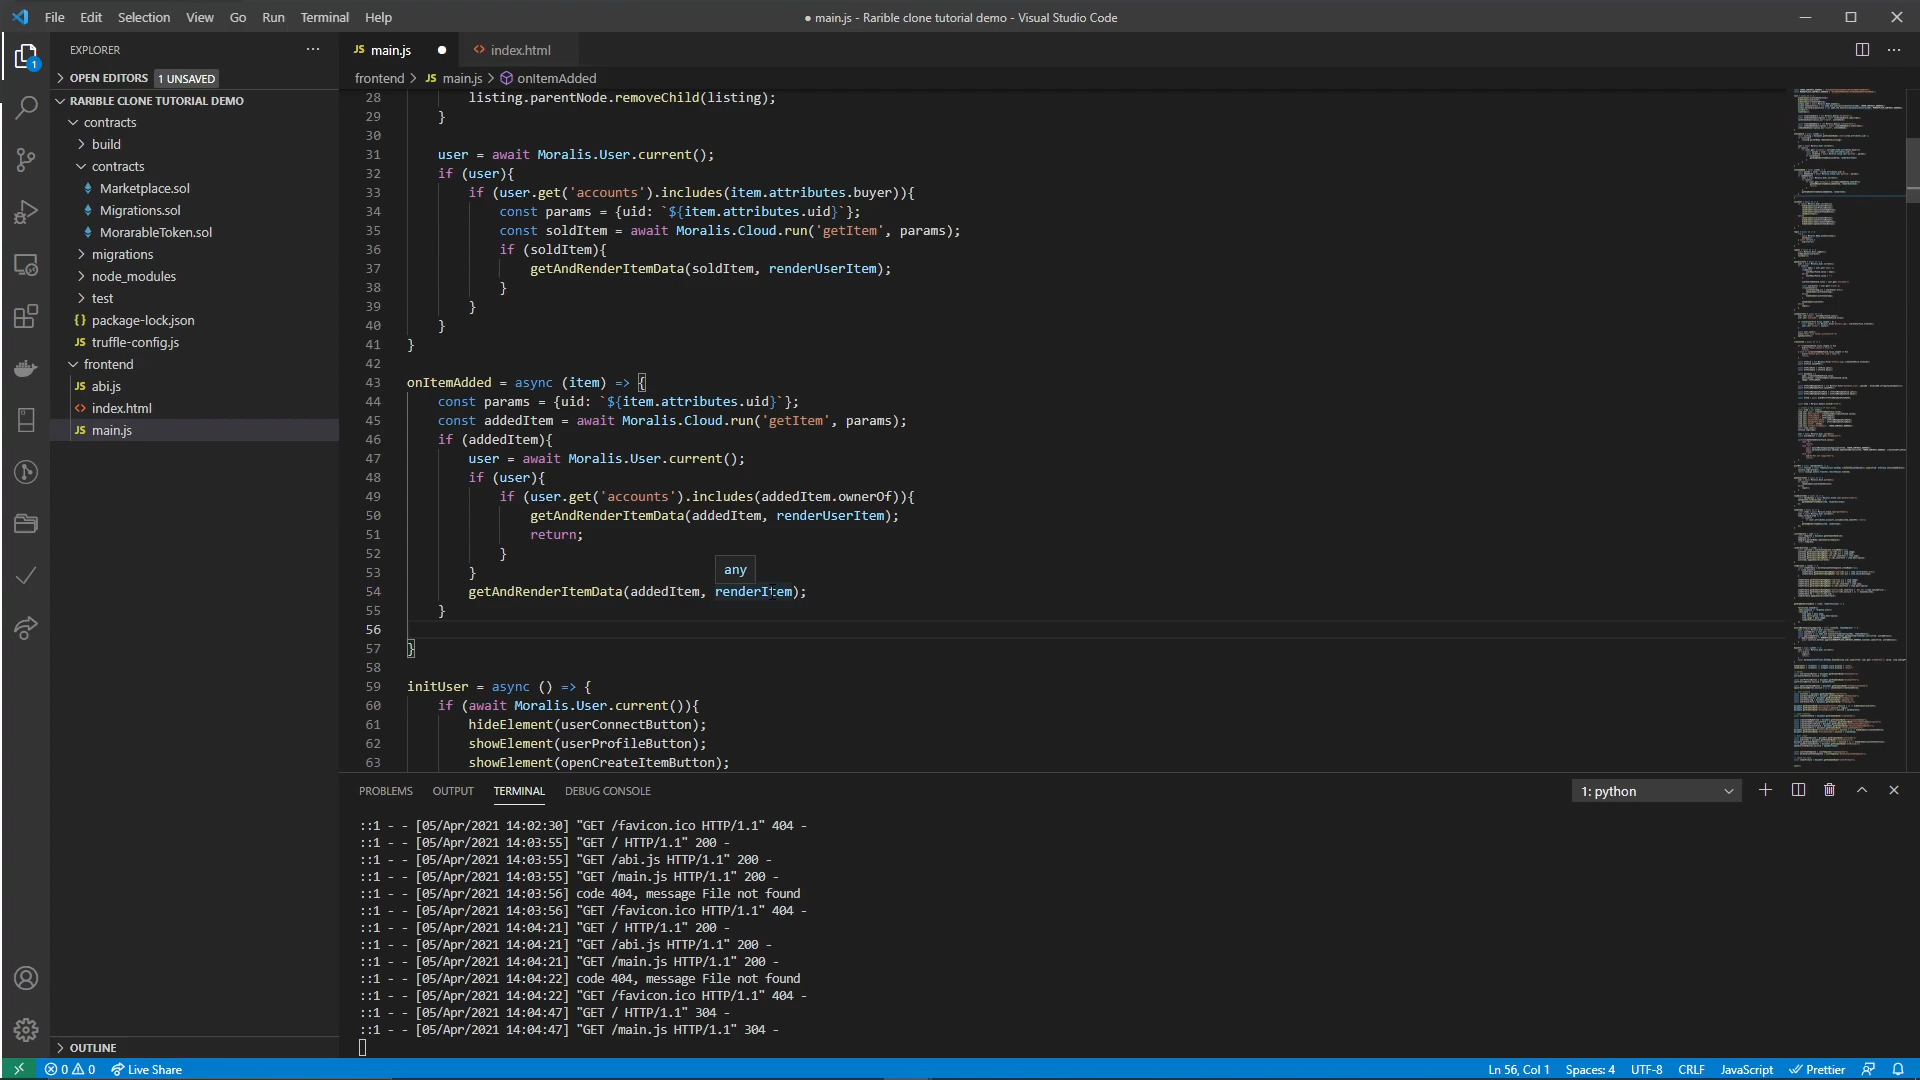 File Edit Selection View Go Run Terminal Help
● main.js - Rarible clone tutorial demo - Visual Studio Code
EXPLORER
OPEN EDITORS 1 UNSAVED
RARIBLE CLONE TUTORIAL DEMO
contracts
build
contracts
Marketplace.sol
Migrations.sol
MorarableToken.sol
migrations
node_modules
test
{} package-lock.json
JS truffle-config.js
frontend
JS abi.js
<> index.html
JS main.js
OUTLINE
1
JS main.js ●
<> index.html
frontend > JS main.js > onItemAdded
28 listing.parentNode.removeChild(listing);
29 }
30
31 user = await Moralis.User.current();
32 if (user){
33 if (user.get('accounts').includes(item.attributes.buyer)){
34 const params = {uid: `${item.attributes.uid}`};
35 const soldItem = await Moralis.Cloud.run('getItem', params);
36 if (soldItem){
37 getAndRenderItemData(soldItem, renderUserItem);
38 }
39 }
40 }
41 }
42
43 onItemAdded = async (item) => {
44 const params = {uid: `${item.attributes.uid}`};
45 const addedItem = await Moralis.Cloud.run('getItem', params);
46 if (addedItem){
47 user = await Moralis.User.current();
48 if (user){
49 if (user.get('accounts').includes(addedItem.ownerOf)){
50 getAndRenderItemData(addedItem, renderUserItem);
51 return;
52 }
53 }
any
54 getAndRenderItemData(addedItem, renderItem);
55 }
56
57 }
58
59 initUser = async () => {
60 if (await Moralis.User.current()){
61 hideElement(userConnectButton);
62 showElement(userProfileButton);
63 showElement(openCreateItemButton);
PROBLEMS OUTPUT TERMINAL DEBUG CONSOLE
1: python
::1 - - [05/Apr/2021 14:02:30] "GET /favicon.ico HTTP/1.1" 404 -
::1 - - [05/Apr/2021 14:03:55] "GET / HTTP/1.1" 200 -
::1 - - [05/Apr/2021 14:03:55] "GET /abi.js HTTP/1.1" 200 -
::1 - - [05/Apr/2021 14:03:55] "GET /main.js HTTP/1.1" 200 -
::1 - - [05/Apr/2021 14:03:56] code 404, message File not found
::1 - - [05/Apr/2021 14:03:56] "GET /favicon.ico HTTP/1.1" 404 -
::1 - - [05/Apr/2021 14:04:21] "GET / HTTP/1.1" 200 -
::1 - - [05/Apr/2021 14:04:21] "GET /abi.js HTTP/1.1" 200 -
::1 - - [05/Apr/2021 14:04:21] "GET /main.js HTTP/1.1" 200 -
::1 - - [05/Apr/2021 14:04:22] code 404, message File not found
::1 - - [05/Apr/2021 14:04:22] "GET /favicon.ico HTTP/1.1" 404 -
::1 - - [05/Apr/2021 14:04:47] "GET / HTTP/1.1" 304 -
::1 - - [05/Apr/2021 14:04:47] "GET /main.js HTTP/1.1" 304 -
0 0 Live Share
Ln 56, Col 1 Spaces: 4 UTF-8 CRLF JavaScript Prettier